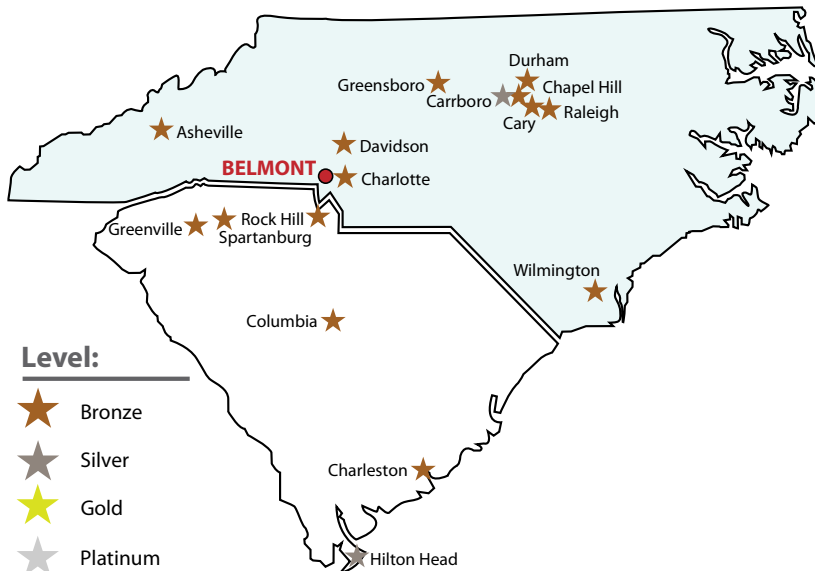 Durham
Greensboro
Chapel Hill
Carrboro
Raleigh
Cary
Asheville
Davidson
BELMONT
Charlotte
Rock Hill
Greenville
Spartanburg
Wilmington
Columbia
Level:
Bronze
Silver
Charleston
Gold
Platinum
Hilton Head